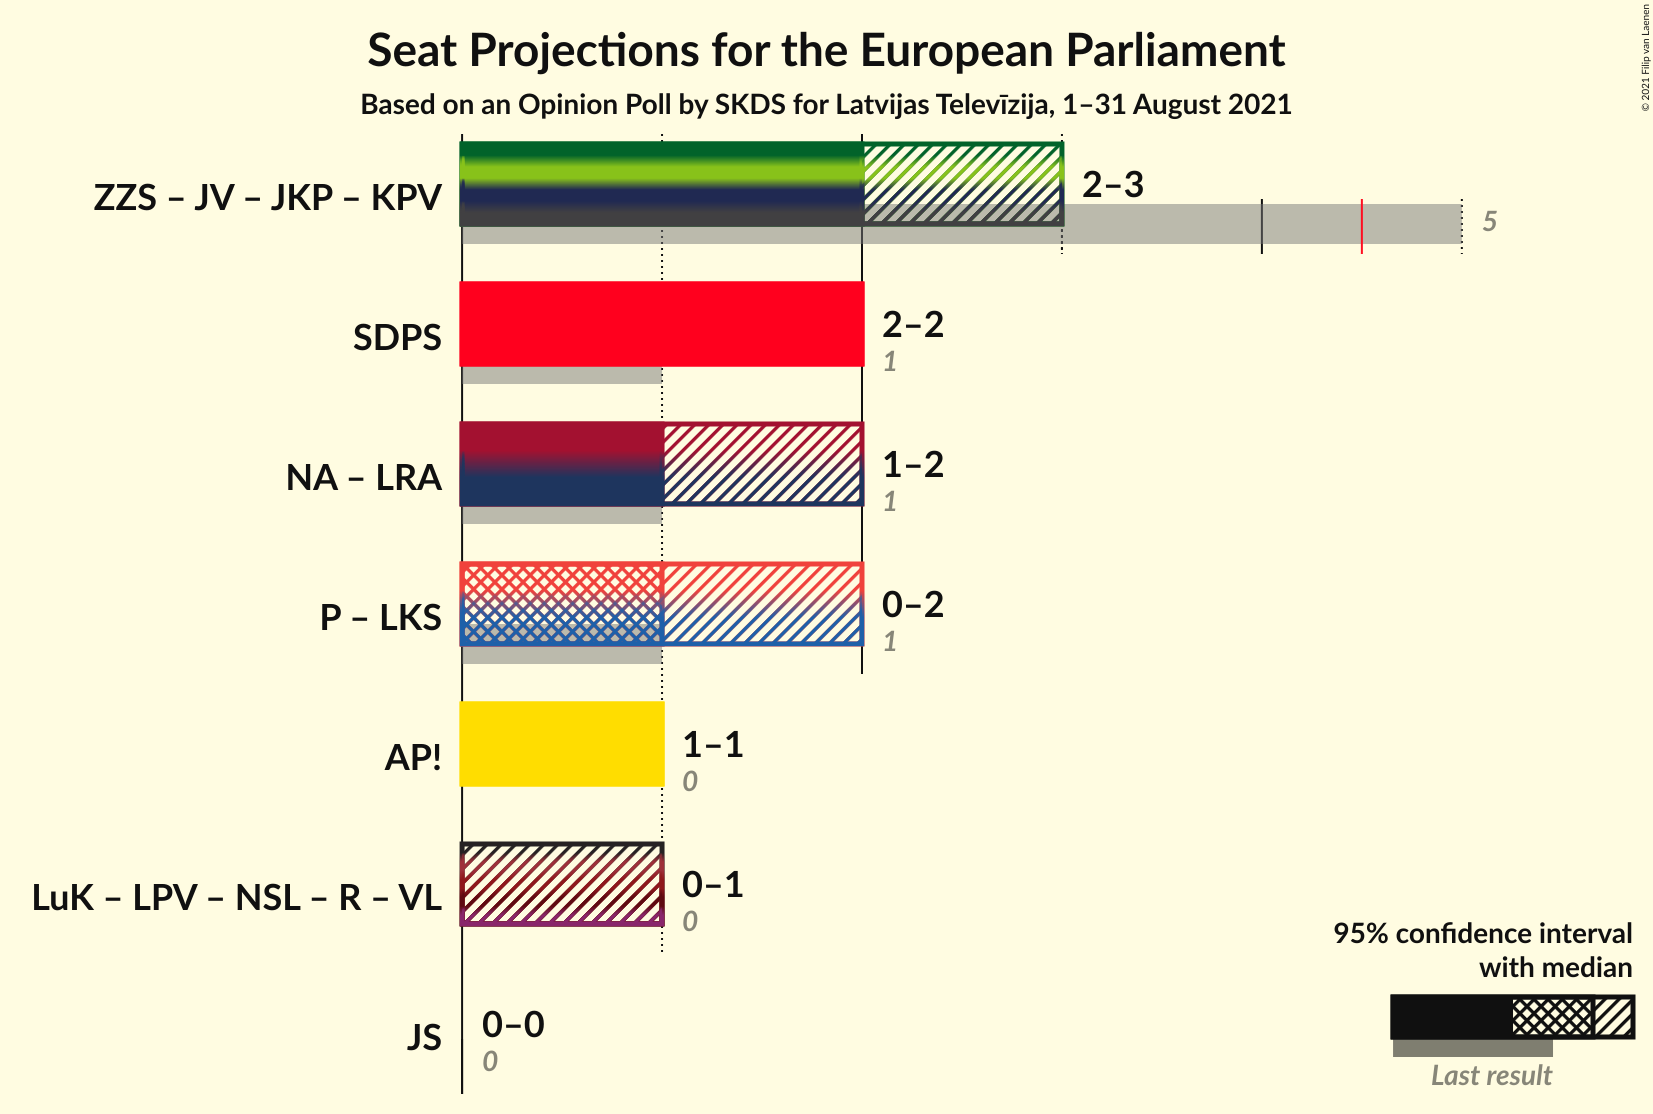 Seat Projections for the European Parliament
Based on an Opinion Poll by SKDS for Latvijas Televīzija, 1–31 August 2021
© 2021 Filip van Laenen
ZZS – JV – JKP – KPV
2–3
5
SDPS
2–2
1
NA – LRA
1–2
1
P – LKS
0–2
1
AP!
1–1
0
LuK – LPV – NSL – R – VL
0–1
0
JS
0–0
0
95% confidence interval
with median
Last result